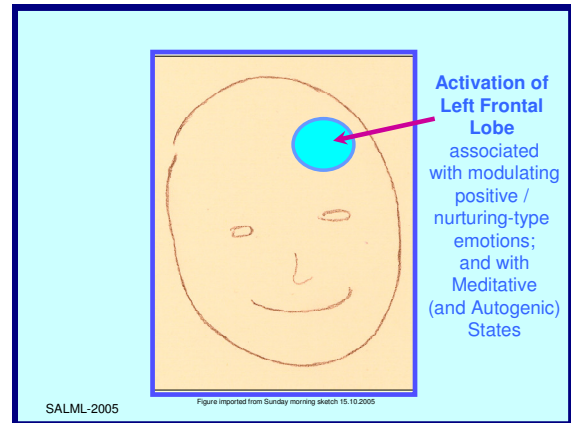 Activation of
Left Frontal
Lobe
associated
with modulating
positive /
nurturing-type
emotions;
and with
Meditative
(and Autogenic)
States
Figure imported from Sunday morning sketch 15.10.2005
SALML-2005